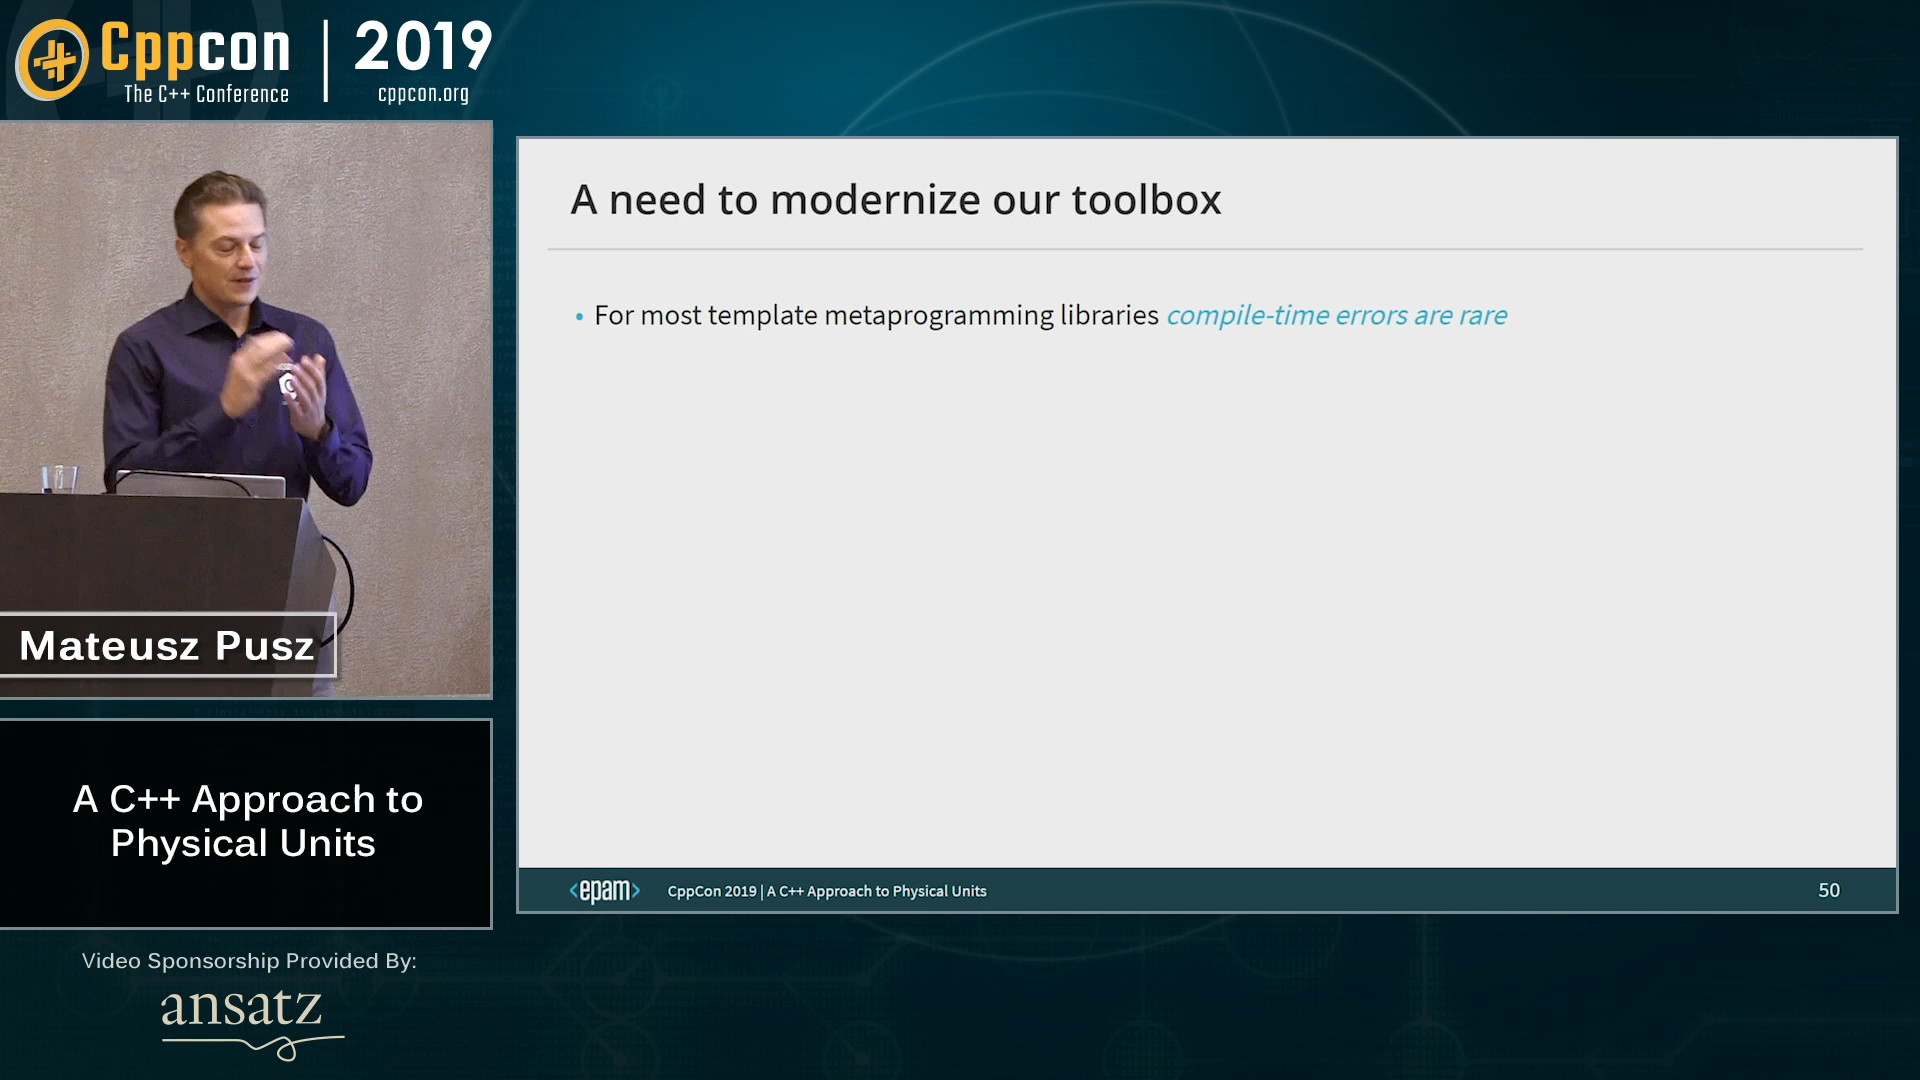 Cppcon
The C++ Conference
2019
cppcon.org
Mateusz Pusz
A C++ Approach to
Physical Units
Video Sponsorship Provided By:
ansatz
A need to modernize our toolbox
• For most template metaprogramming libraries compile-time errors are rare
<epam>
CppCon 2019 | A C++ Approach to Physical Units
50